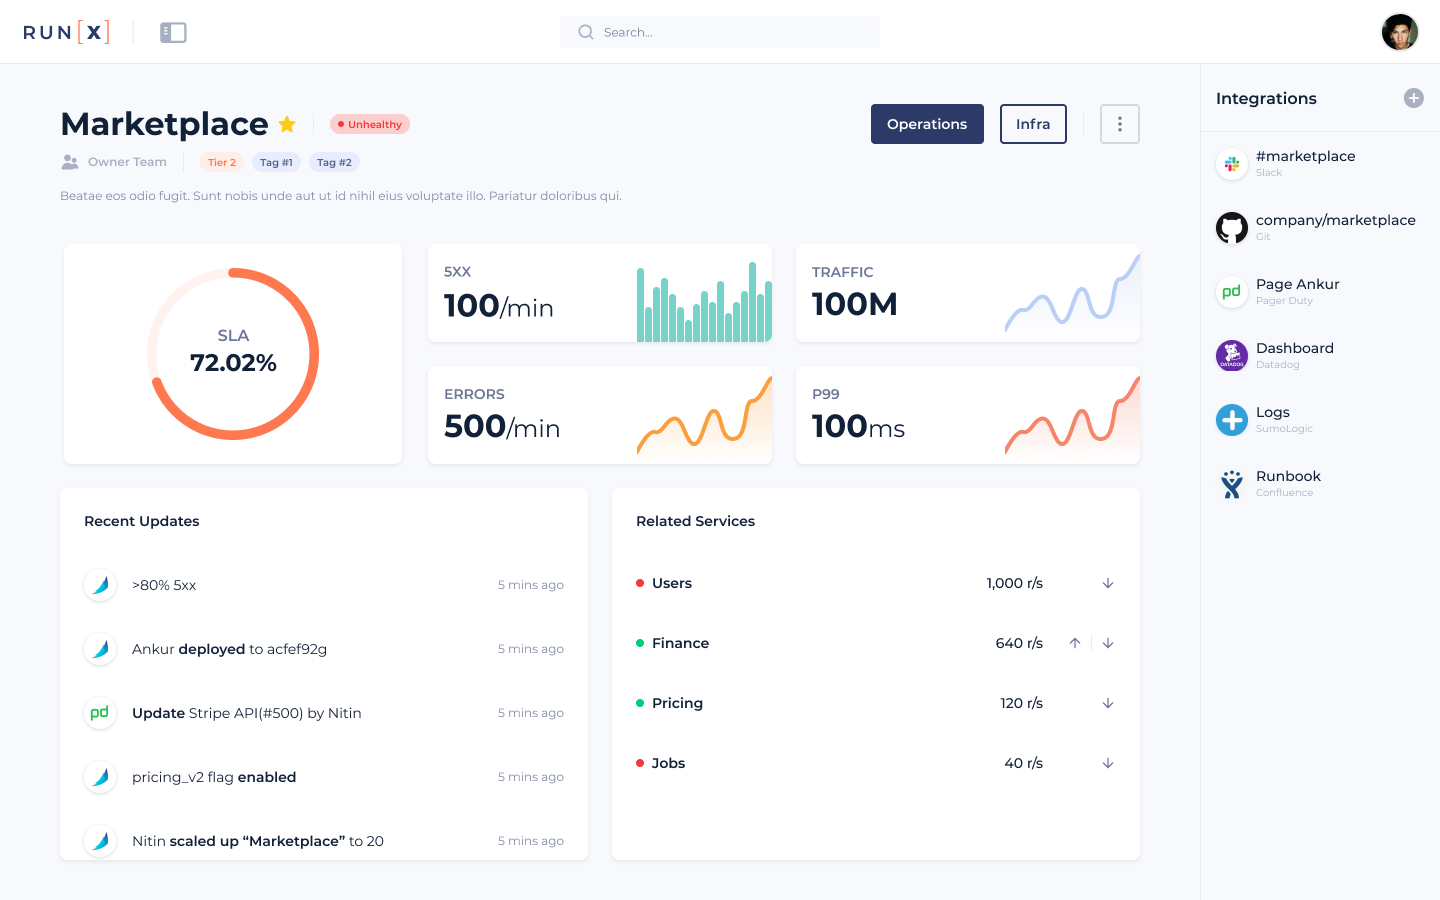 RUN[X]
Search...
Marketplace
Unhealthy
Operations
Infra
Owner Team
Tier 2
Tag #1
Tag #2
Beatae eos odio fugit. Sunt nobis unde aut ut id nihil eius voluptate illo. Pariatur doloribus qui.
SLA
72.02%
5XX
100/min
TRAFFIC
100M
ERRORS
500/min
P99
100ms
Recent Updates
>80% 5xx
5 mins ago
Ankur deployed to acfef92g
5 mins ago
pd
Update Stripe API(#500) by Nitin
5 mins ago
pricing_v2 flag enabled
5 mins ago
Nitin scaled up “Marketplace” to 20
5 mins ago
Related Services
Users
1,000 r/s
Finance
640 r/s
Pricing
120 r/s
Jobs
40 r/s
Integrations
#marketplace
Slack
company/marketplace
Git
pd
Page Ankur
Pager Duty
DATADOG
Dashboard
Datadog
Logs
SumoLogic
Runbook
Confluence